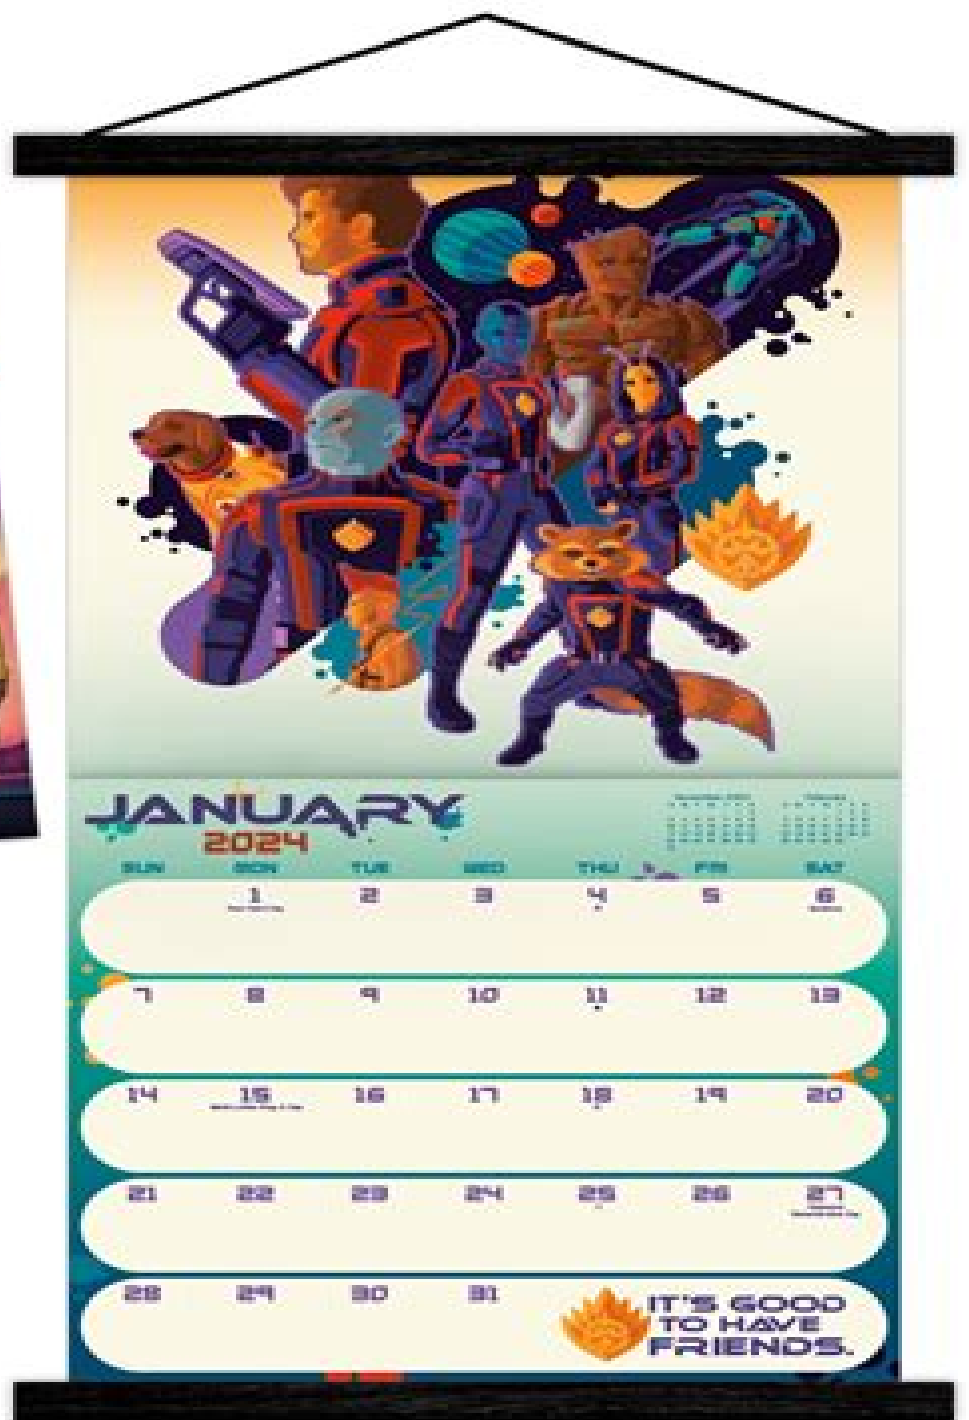 JANUARY
2024
SUN MON TUE WED THU FRI SAT
1 2 3 4 5 6
7 8 9 10 11 12 13
14 15 16 17 18 19 20
21 22 23 24 25 26 27
28 29 30 31
IT'S GOOD
TO HAVE
FRIENDS.